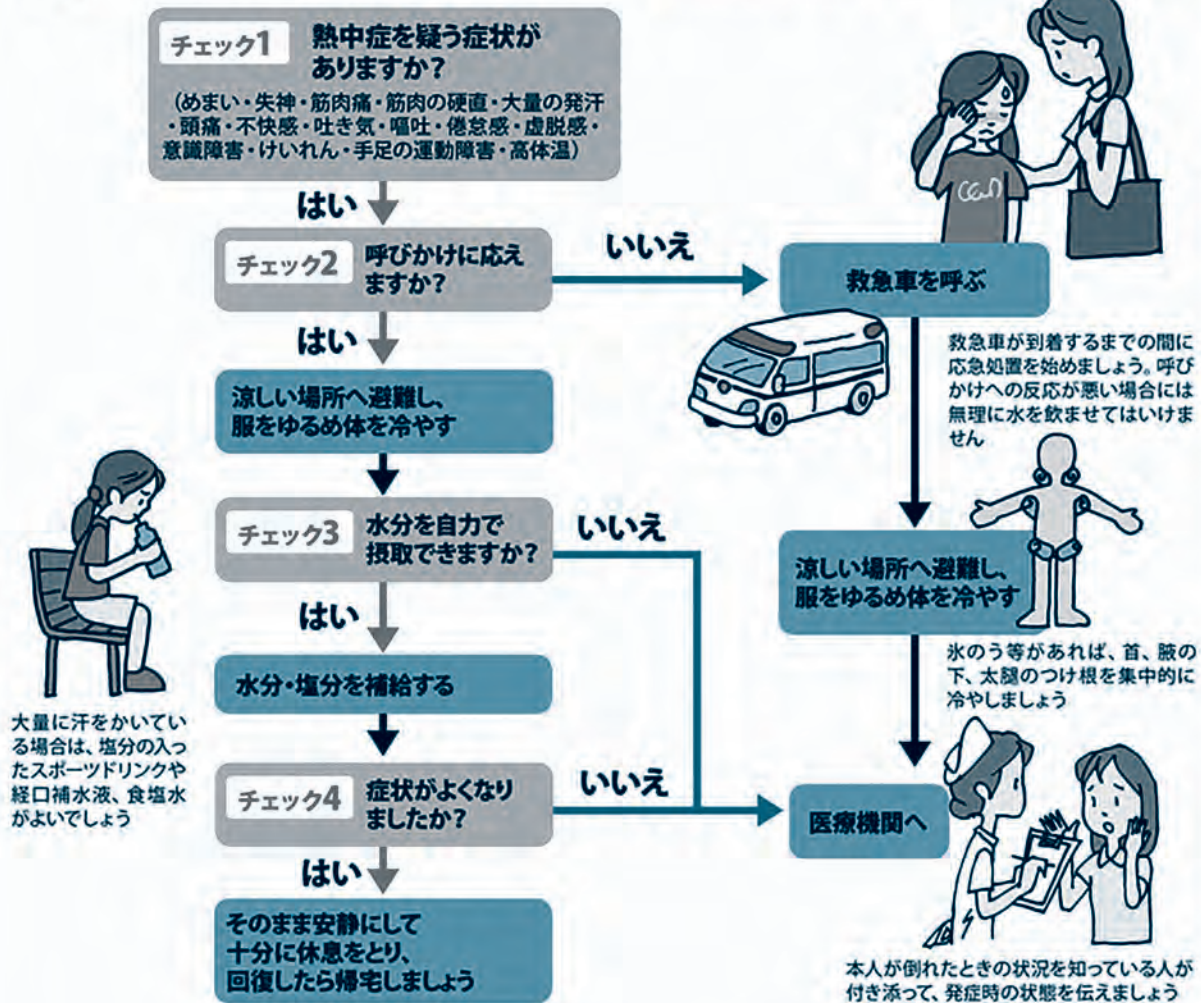 チェック1
熱中症を疑う症状が
ありますか?
(めまい・失神・筋肉痛・筋肉の硬直・大量の発汗
・頭痛・不快感・吐き気・嘔吐・倦怠感・虚脱感・
意識障害・けいれん・手足の運動障害・高体温)
はい
チェック2
呼びかけに応え
ますか?
いいえ
救急車を呼ぶ
救急車が到着するまでの間に
応急処置を始めましょう。呼び
かけへの反応が悪い場合には
無理に水を飲ませてはいけま
せん
はい
涼しい場所へ避難し、
服をゆるめ体を冷やす
チェック3
水分を自力で
摂取できますか?
いいえ
涼しい場所へ避難し、
服をゆるめ体を冷やす
氷のう等があれば、首、腋の
下、太腿のつけ根を集中的に
冷やしましょう
はい
水分・塩分を補給する
大量に汗をかいてい
る場合は、塩分の入っ
たスポーツドリンクや
経口補水液、食塩水
がよいでしょう
チェック4
症状がよくなり
ましたか?
いいえ
医療機関へ
はい
そのまま安静にして
十分に休息をとり、
回復したら帰宅しましょう
本人が倒れたときの状況を知っている人が
付き添って、発症時の状態を伝えましょう